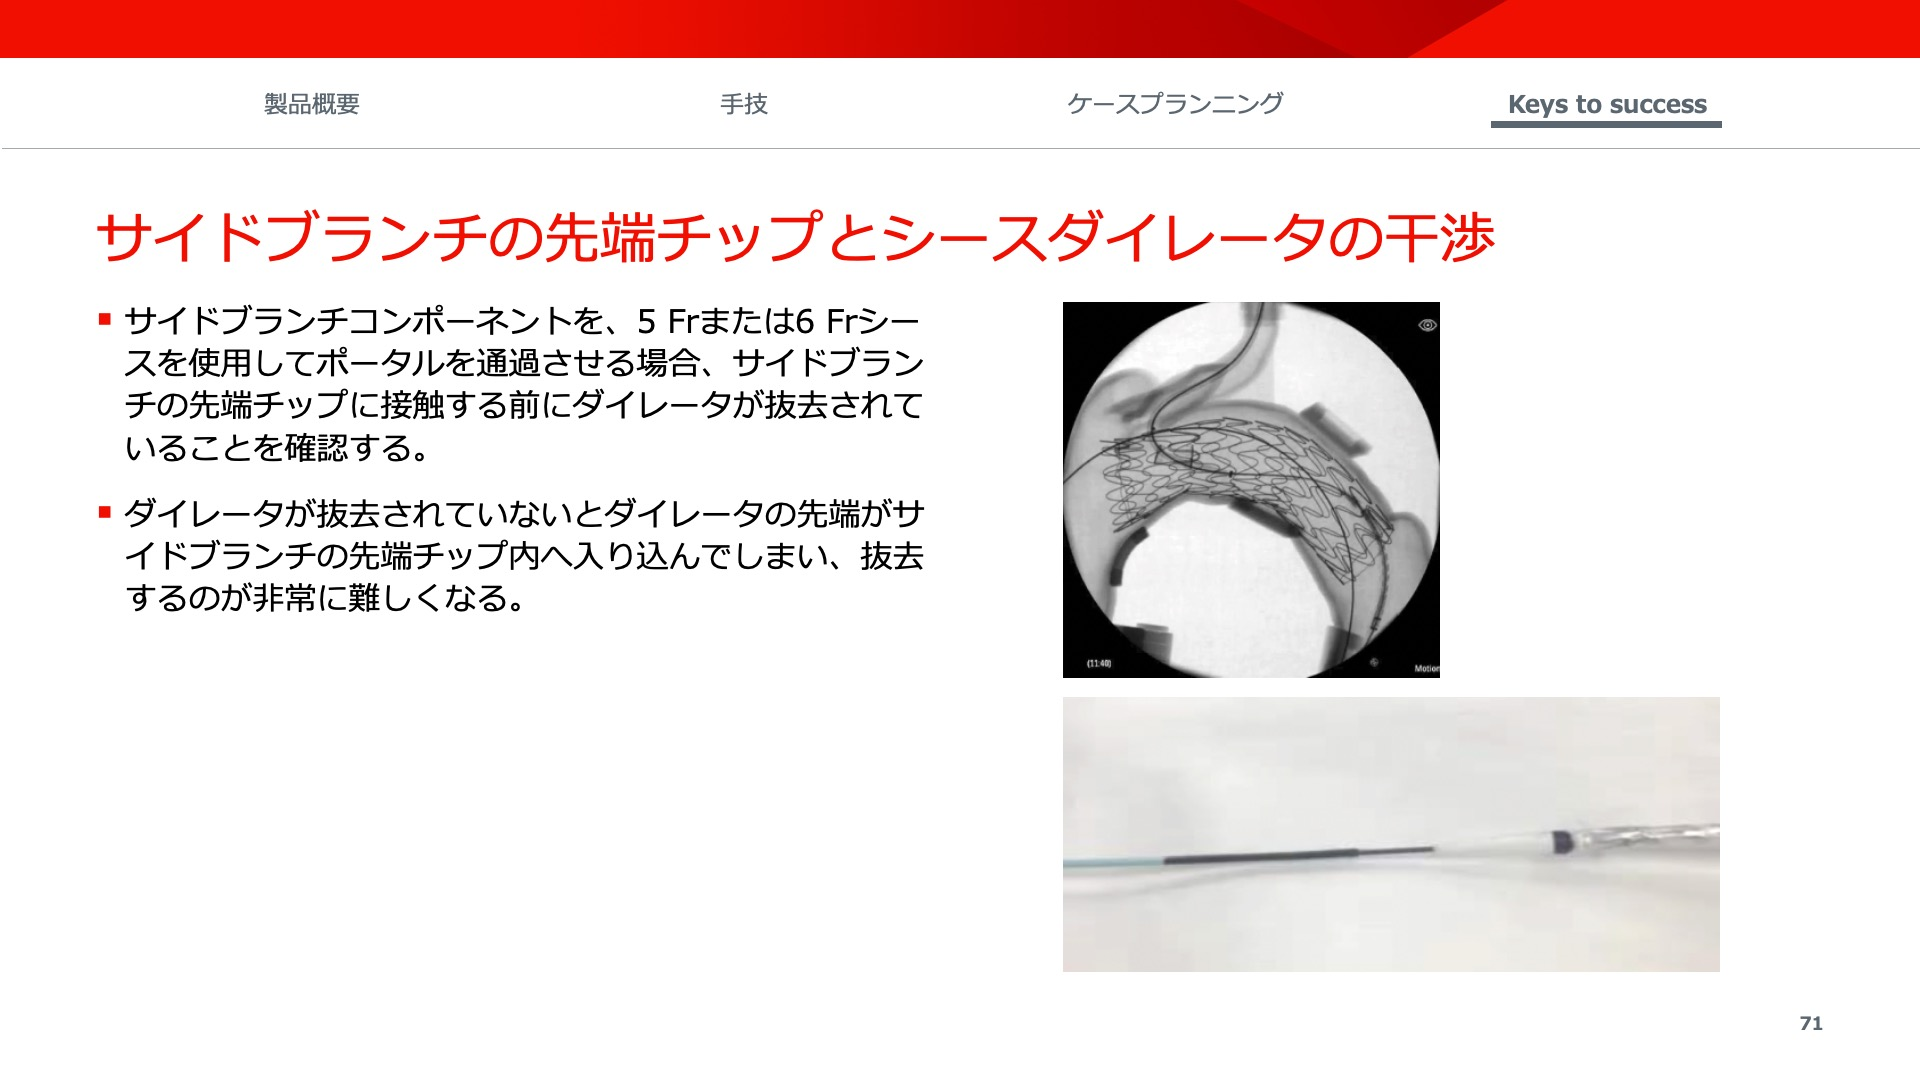 製品概要
手技
ケースプランニング
Keys to success
サイドブランチの先端チップとシースダイレータの干渉
サイドブランチコンポーネントを、5 Frまたは6 Frシー
スを使用してポータルを通過させる場合、サイドブラン
チの先端チップに接触する前にダイレータが抜去されて
いることを確認する。
ダイレータが抜去されていないとダイレータの先端がサ
イドブランチの先端チップ内へ入り込んでしまい、抜去
するのが非常に難しくなる。
(11:40)
Motion
71